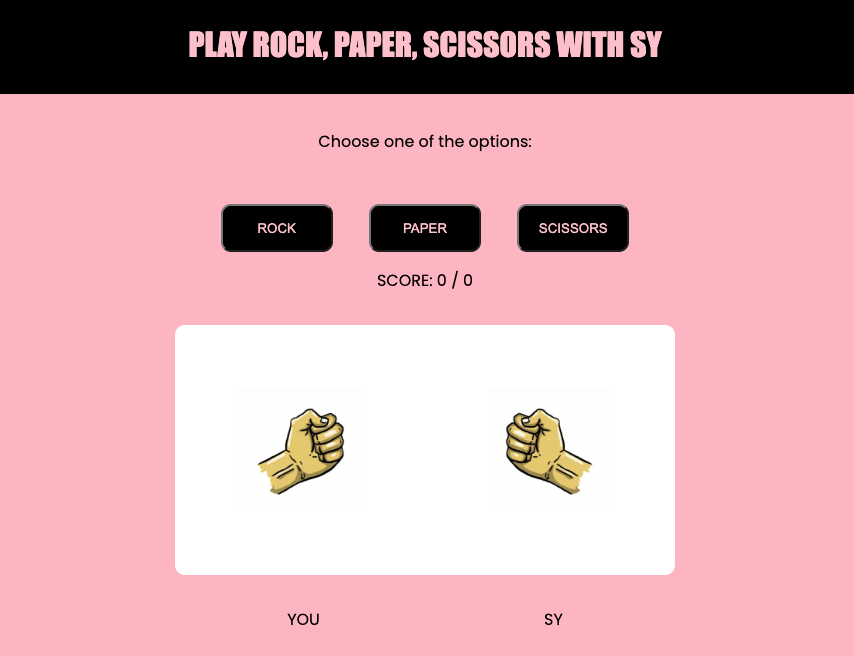 PLAY ROCK, PAPER, SCISSORS WITH SY
Choose one of the options:
ROCK PAPER SCISSORS
SCORE: 0 / 0
YOU SY